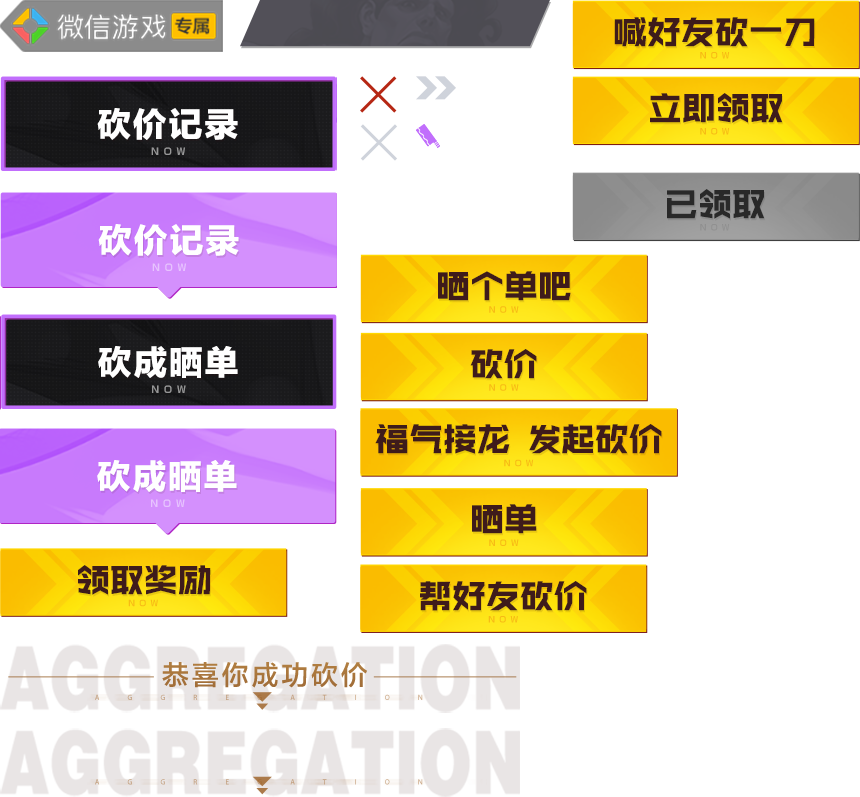 微信游戏 专属
喊好友砍一刀
NOW
立即领取
NOW
砍价记录
NOW
已领取
NOW
砍价记录
NOW
晒个单吧
NOW
砍成晒单
NOW
砍价
NOW
福气接龙 发起砍价
NOW
砍成晒单
NOW
晒单
NOW
领取奖励
NOW
帮好友砍价
NOW
AGGREGATION
恭喜你成功砍价
AGGREGATION
AGGREGATION
AGGREGATION